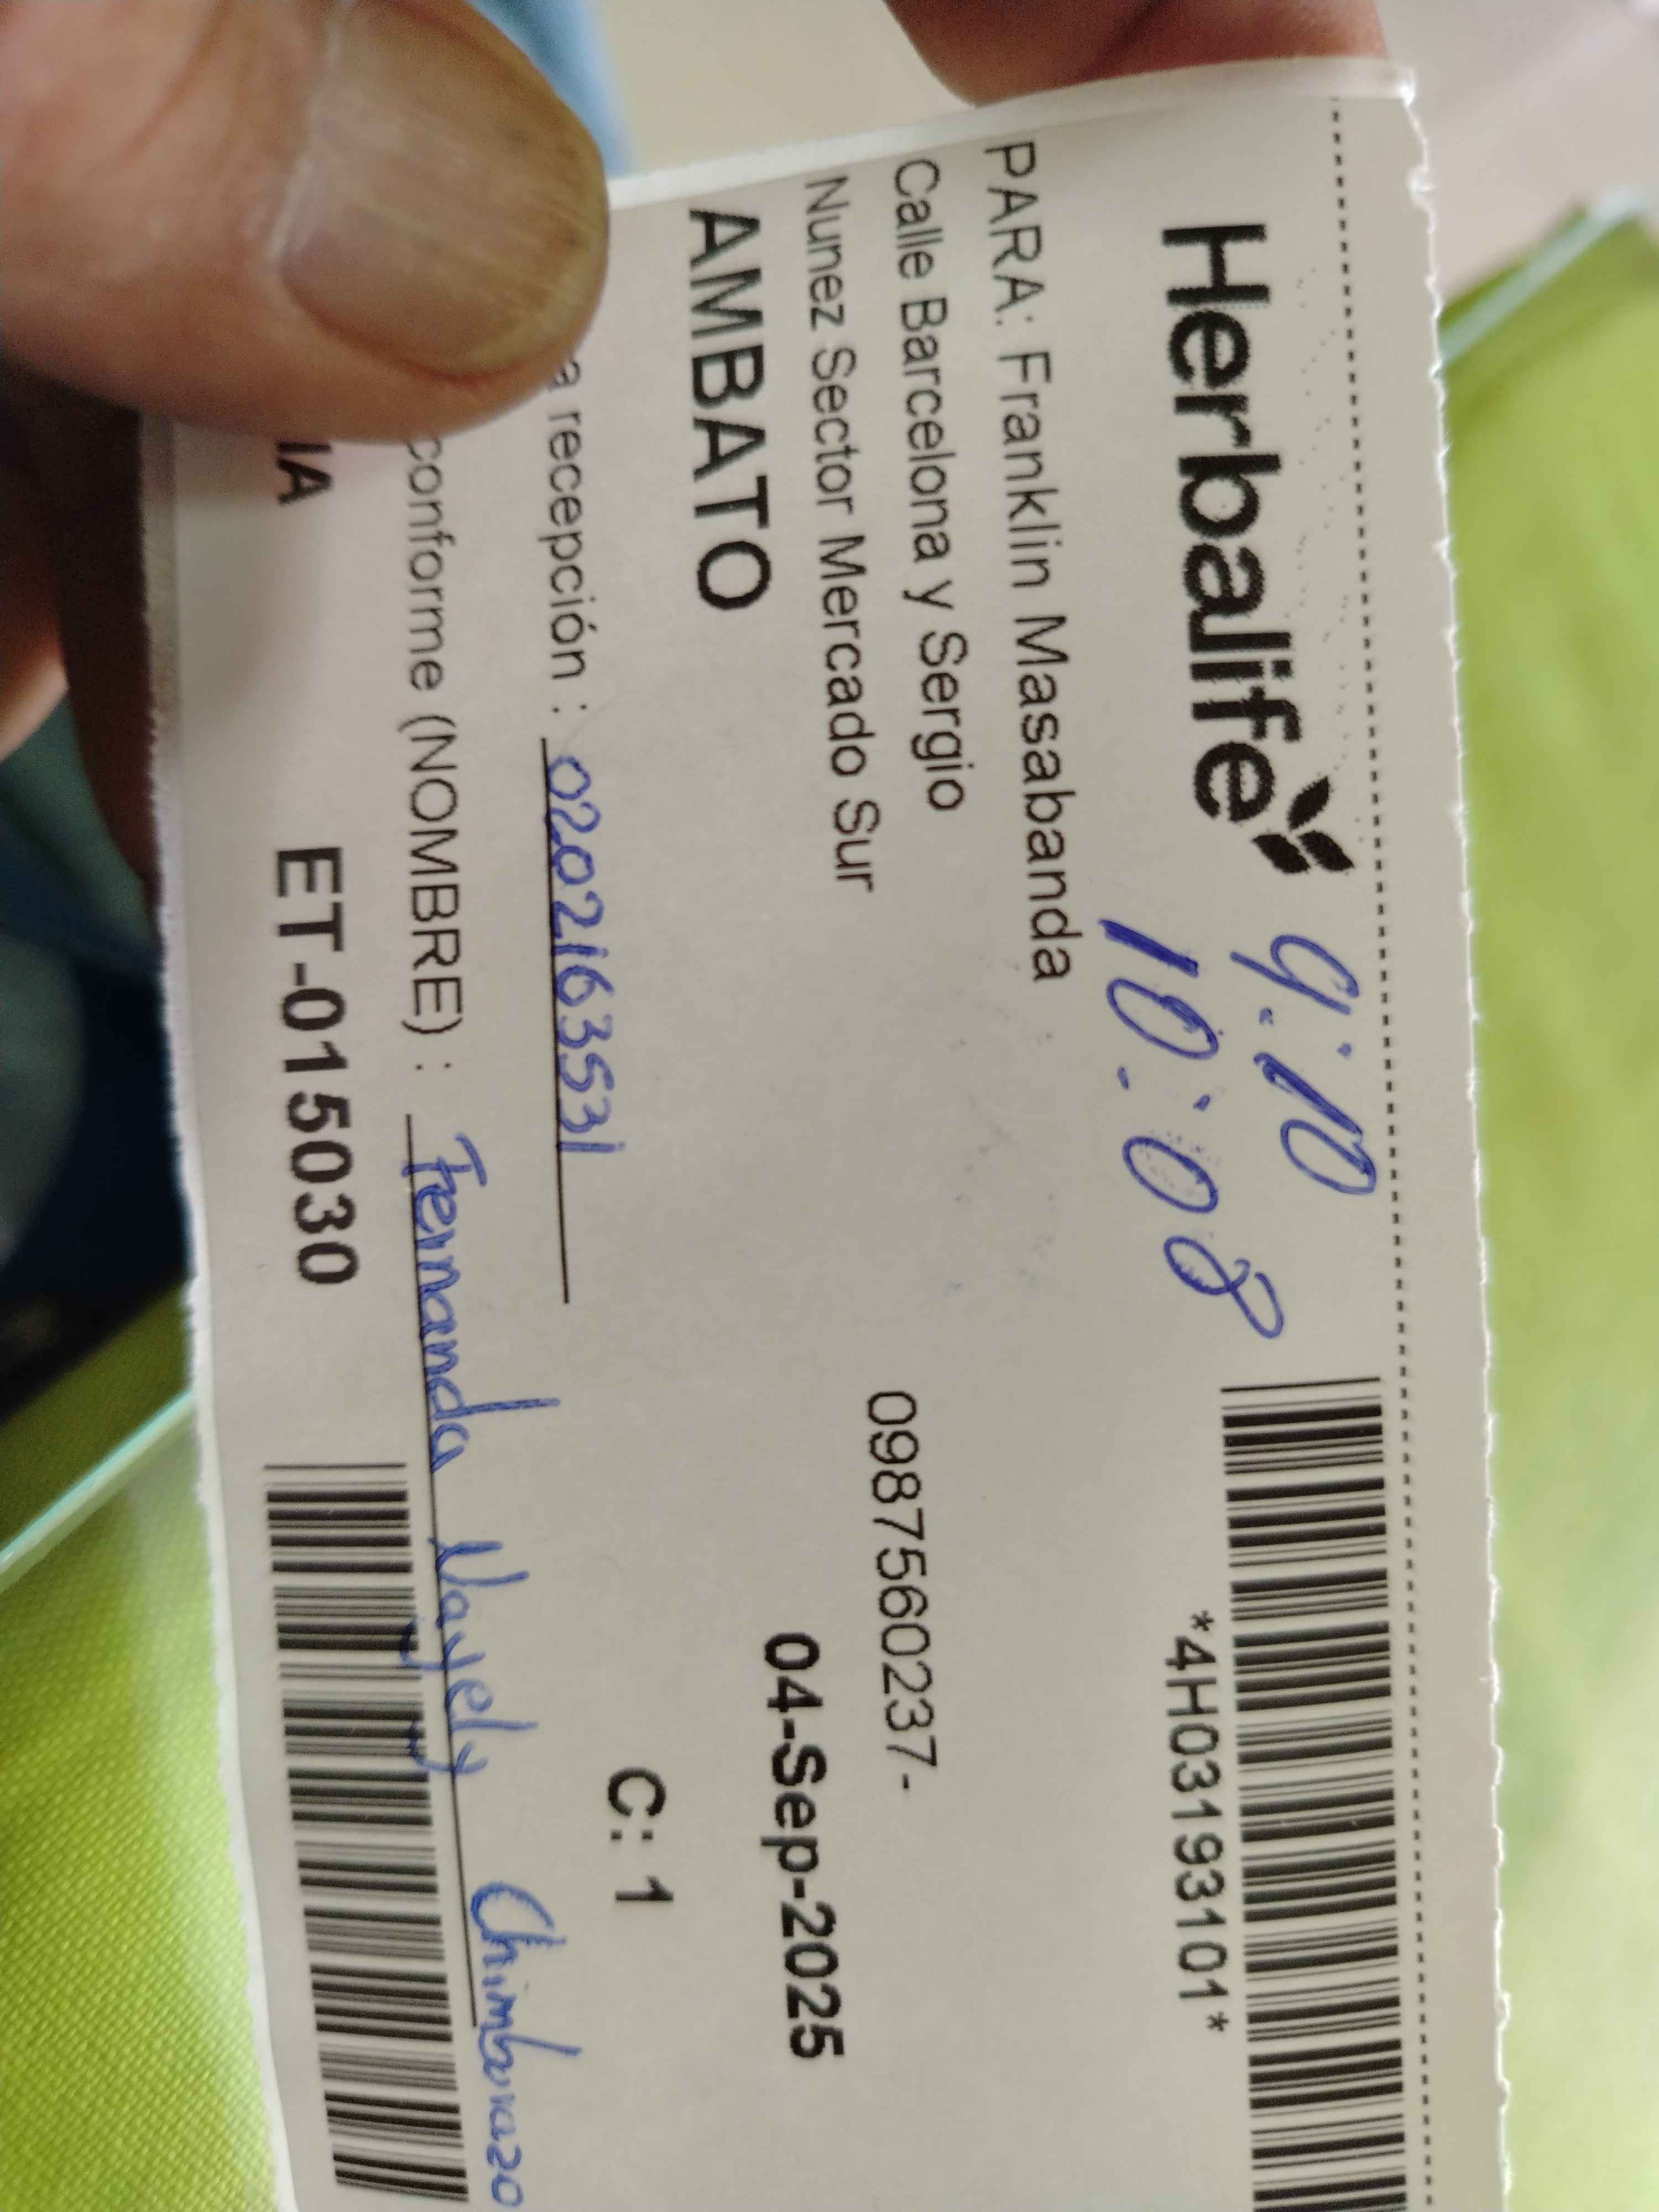 Herbalife
9:10
10:08
*4H03193101*
PARA: Franklin Masabanda
Calle Barcelona y Sergio
Nunez Sector Mercado Sur
0987560237-
AMBATO
04-Sep-2025
C: 1
a recepción : 0202163531
conforme (NOMBRE) : Fernanda Nayely Chimborazo
IA
ET-015030